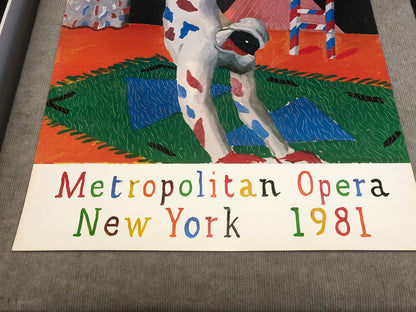 Metropolitan Opera
New York 1981